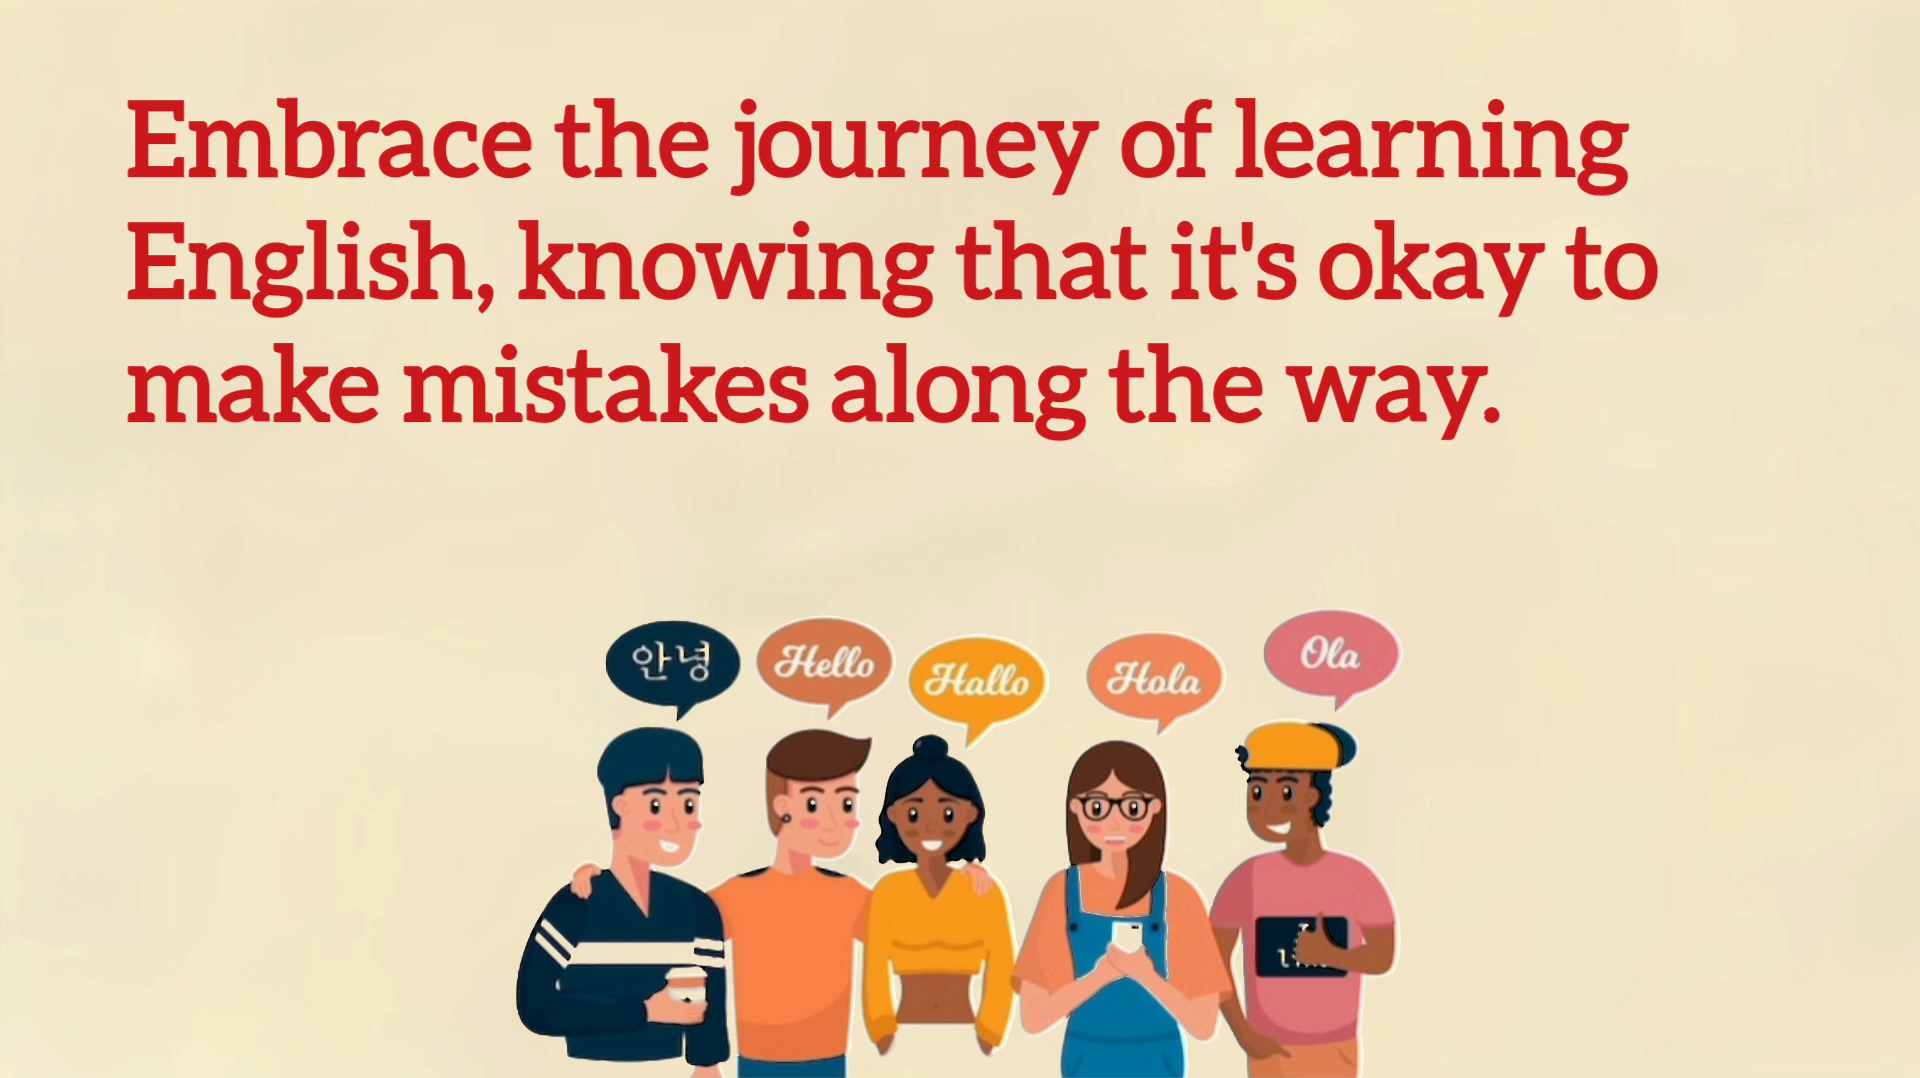 Embrace the journey of learning
English, knowing that it's okay to
make mistakes along the way.
안녕
Hello
Hallo
Hola
Ola